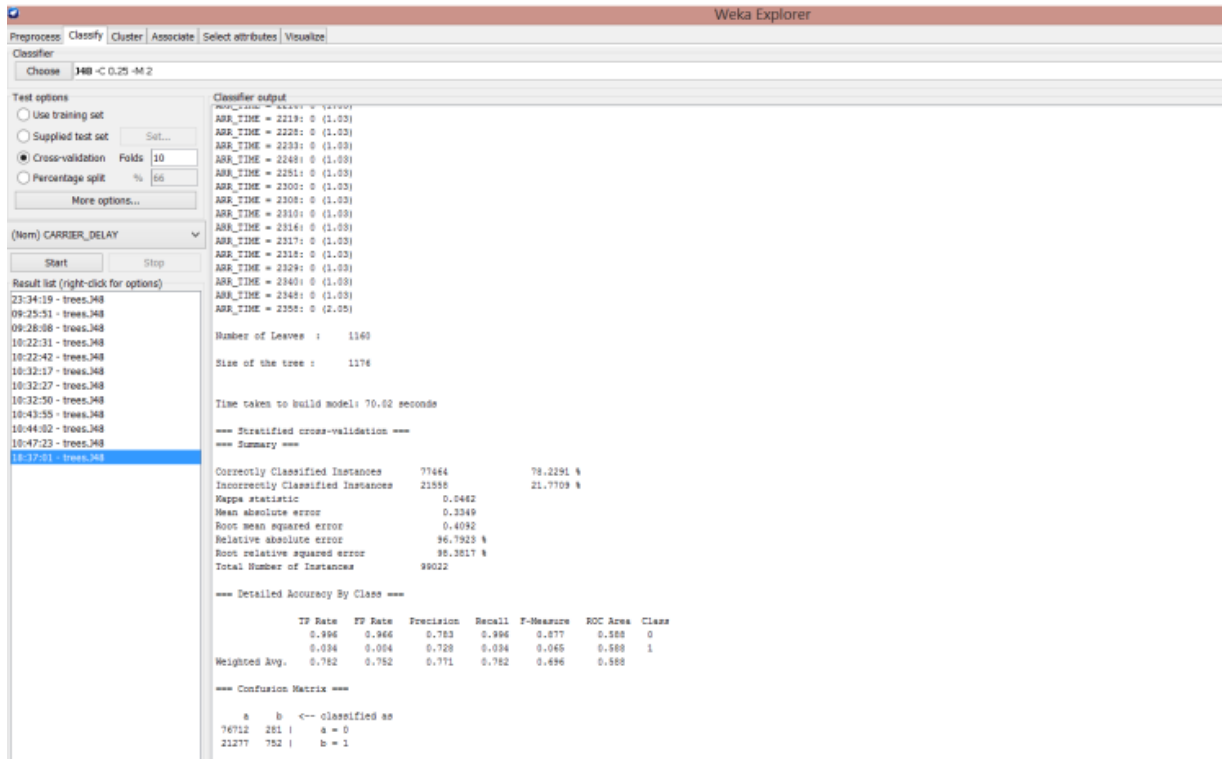 Weka Explorer
Preprocess Classify Cluster Associate Select attributes Visualize
Classifier
Choose J48 -C 0.25 -M 2
Test options
Use training set
Supplied test set Set...
Cross-validation Folds 10
Percentage split % 66
More options...
(Nom) CARRIER_DELAY
Start Stop
Result list (right-click for options)
23:34:19 - trees.J48
09:25:51 - trees.J48
09:28:08 - trees.J48
10:22:31 - trees.J48
10:22:42 - trees.J48
10:32:17 - trees.J48
10:32:27 - trees.J48
10:32:50 - trees.J48
10:43:55 - trees.J48
10:44:02 - trees.J48
10:47:23 - trees.J48
18:37:01 - trees.J48
Classifier output
ARR_TIME = 2219: 0 (1.03)
ARR_TIME = 2228: 0 (1.03)
ARR_TIME = 2233: 0 (1.03)
ARR_TIME = 2248: 0 (1.03)
ARR_TIME = 2251: 0 (1.03)
ARR_TIME = 2300: 0 (1.03)
ARR_TIME = 2308: 0 (1.03)
ARR_TIME = 2310: 0 (1.03)
ARR_TIME = 2316: 0 (1.03)
ARR_TIME = 2317: 0 (1.03)
ARR_TIME = 2318: 0 (1.03)
ARR_TIME = 2329: 0 (1.03)
ARR_TIME = 2340: 0 (1.03)
ARR_TIME = 2348: 0 (1.03)
ARR_TIME = 2358: 0 (2.05)
Number of Leaves : 1160
Size of the tree : 1176
Time taken to build model: 70.02 seconds
=== Stratified cross-validation ===
=== Summary ===
Correctly Classified Instances 77464 78.2291 %
Incorrectly Classified Instances 21558 21.7709 %
Kappa statistic 0.0462
Mean absolute error 0.3349
Root mean squared error 0.4092
Relative absolute error 96.7923 %
Root relative squared error 98.3817 %
Total Number of Instances 99022
=== Detailed Accuracy By Class ===
TP Rate FP Rate Precision Recall F-Measure ROC Area Class
0.996 0.966 0.783 0.996 0.877 0.588 0
0.034 0.004 0.728 0.034 0.065 0.588 1
Weighted Avg. 0.782 0.752 0.771 0.782 0.696 0.588
=== Confusion Matrix ===
a b <-- classified as
76712 281 | a = 0
21277 752 | b = 1